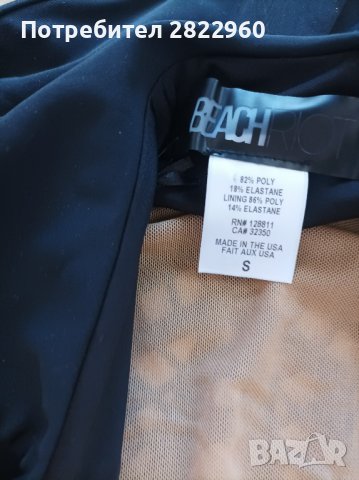 Потребител 2822960
BEACHRIOT
82% POLY
18% ELASTANE
LINING 86% POLY
14% ELASTANE
RN# 128811
CA# 32350
MADE IN THE USA
FAIT AUX USA
S
BAZAR